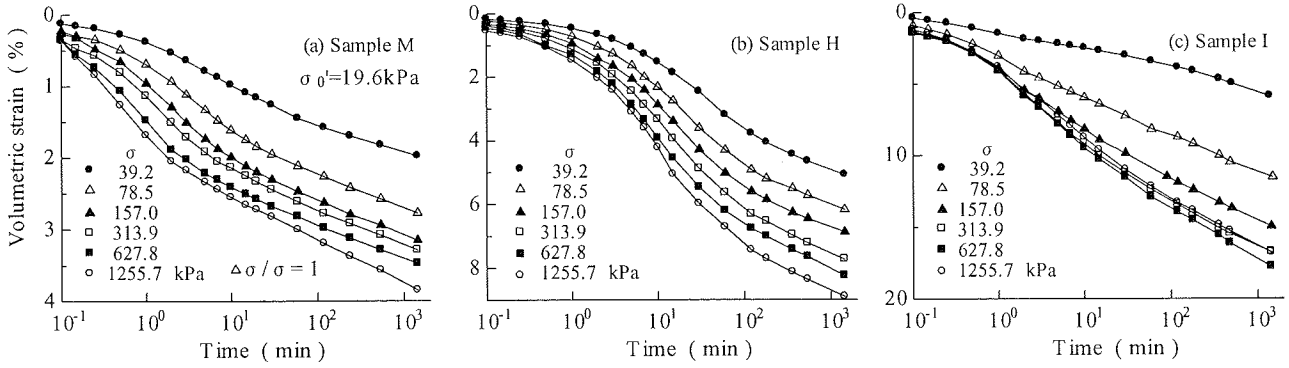 Volumetric strain ( % )
0
1
2
3
4
(a) Sample M
σ 0'=19.6kPa
σ
39.2
78.5
157.0
313.9
627.8
1255.7 kPa
△σ / σ = 1
10-1 100 101 102 103
Time ( min )
0
2
4
6
8
(b) Sample H
σ
39.2
78.5
157.0
313.9
627.8
1255.7 kPa
10-1 100 101 102 103
Time ( min )
0
10
20
(c) Sample I
σ
39.2
78.5
157.0
313.9
627.8
1255.7 kPa
10-1 100 101 102 103
Time ( min )